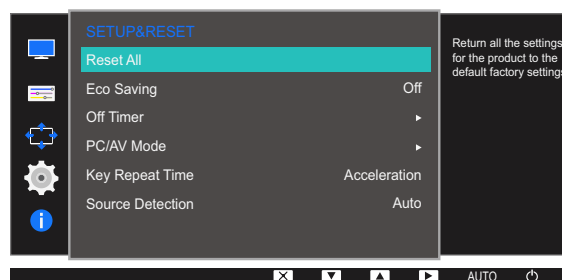 SETUP&RESET
Reset All
Eco Saving Off
Off Timer
PC/AV Mode
Key Repeat Time Acceleration
Source Detection Auto
Return all the settings
for the product to the
default factory settings
AUTO